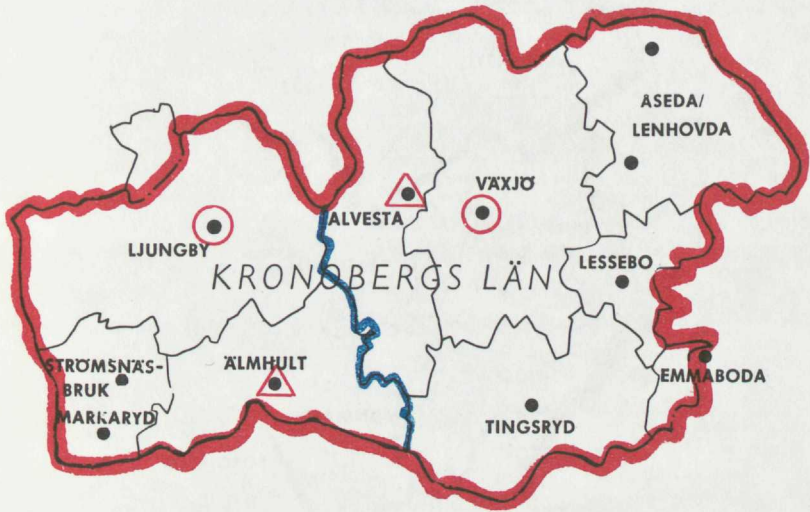 ÅSEDA/
LENHOVDA
VÄXJÖ
ALVESTA
LJUNGBY
LESSEBO
KRONOBERGS LÄN
STRÖMSNÄS-
BRUK
ÄLMHULT
EMMABODA
MARKARYD
TINGSRYD